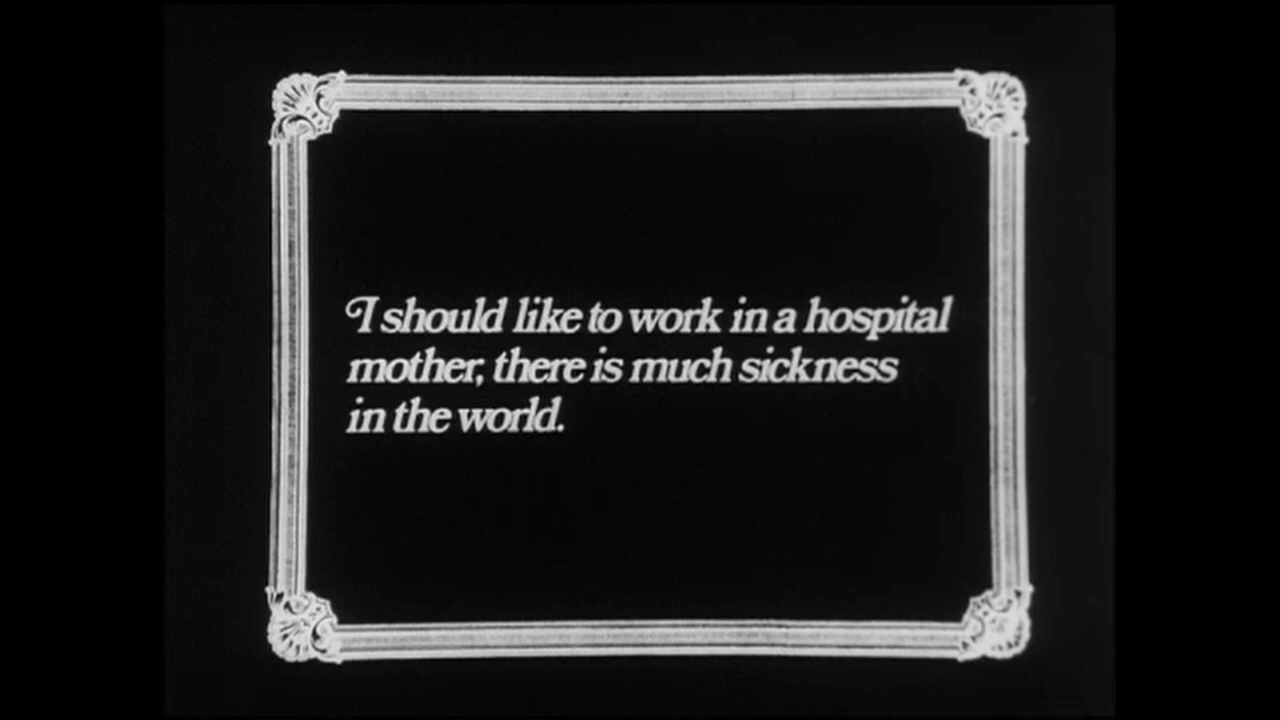 I should like to work in a hospital
mother, there is much sickness
in the world.